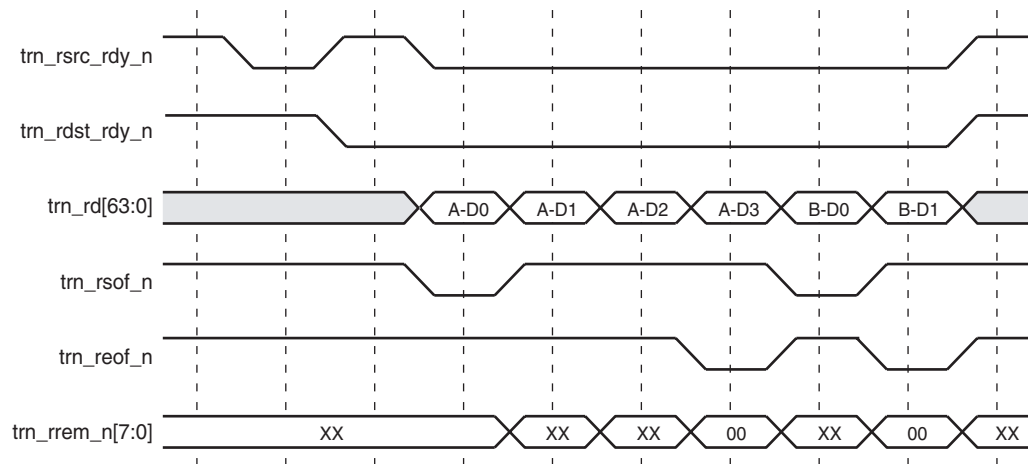 trn_rsrc_rdy_n
trn_rdst_rdy_n
trn_rd[63:0] A-D0 A-D1 A-D2 A-D3 B-D0 B-D1
trn_rsof_n
trn_reof_n
trn_rrem_n[7:0] XX XX XX 00 XX 00 XX